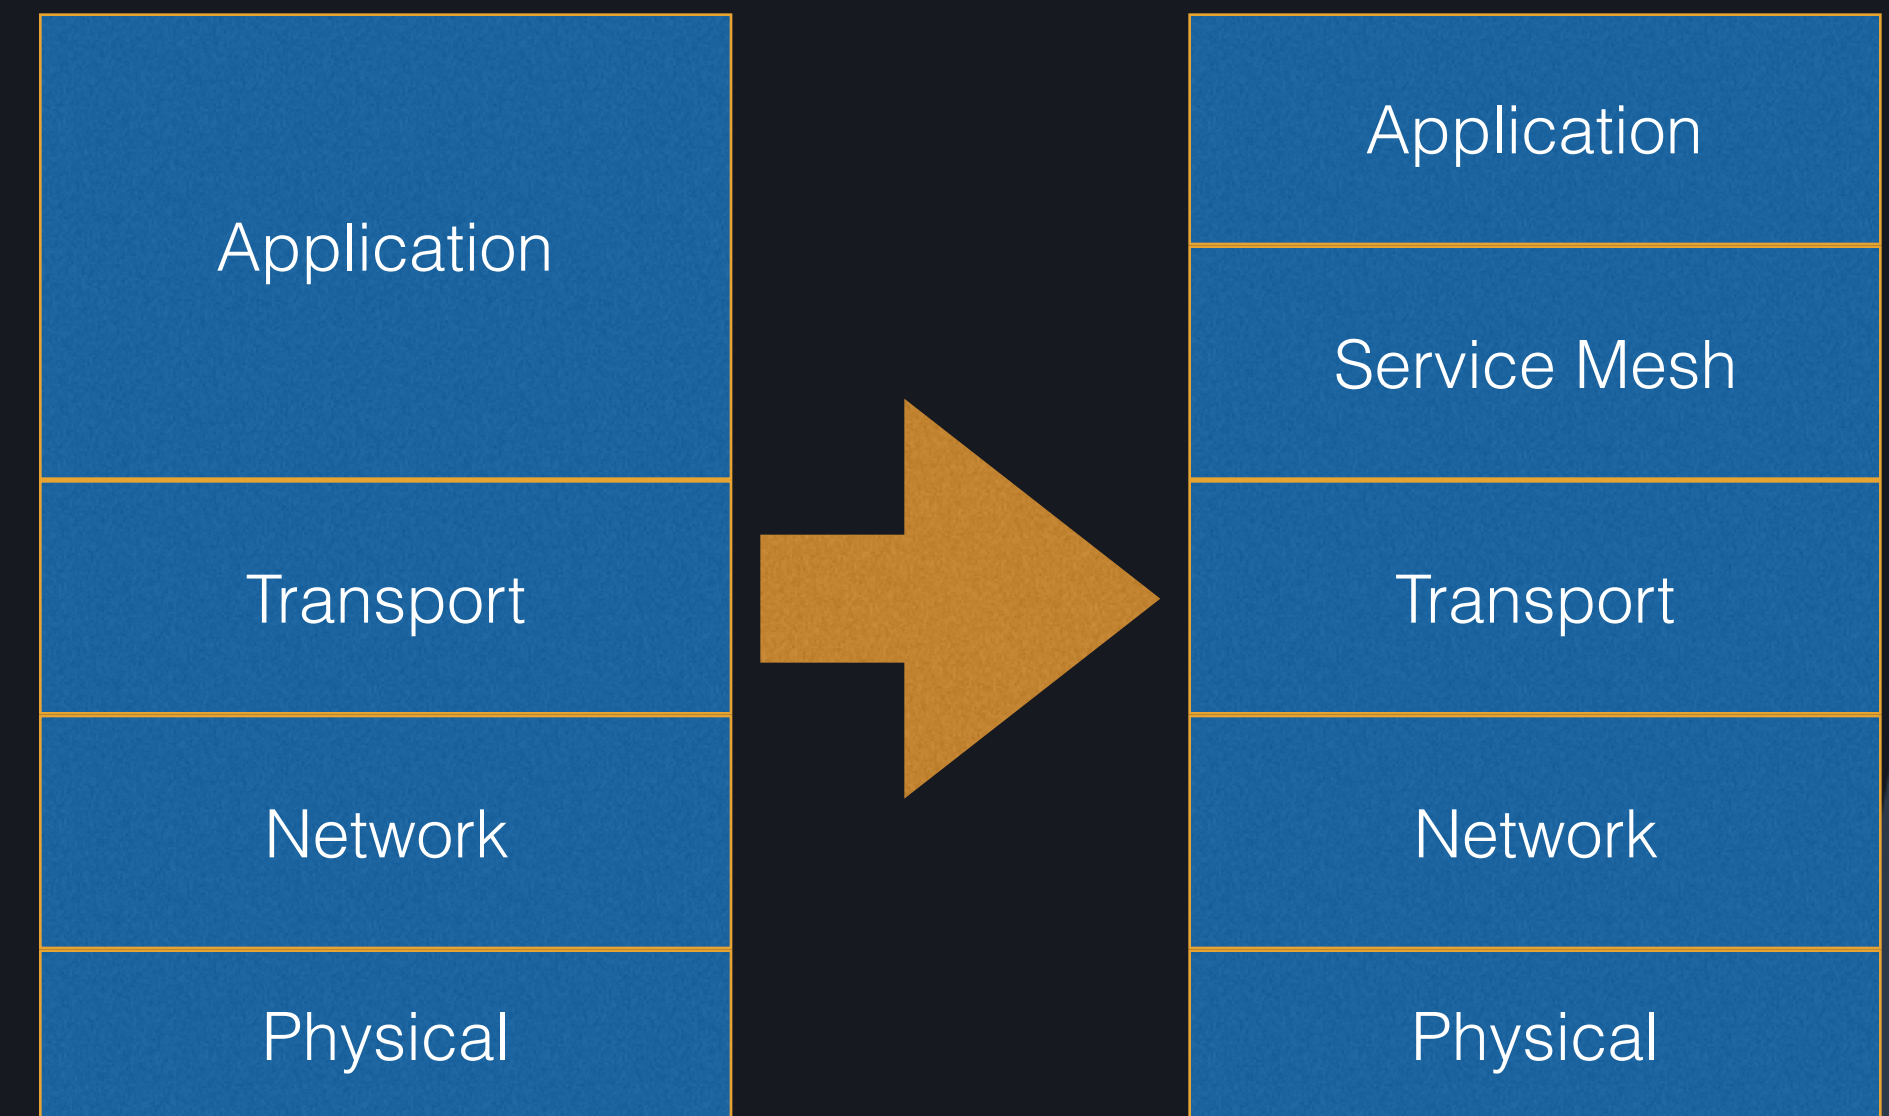 Application
Transport
Network
Physical
Application
Service Mesh
Transport
Network
Physical